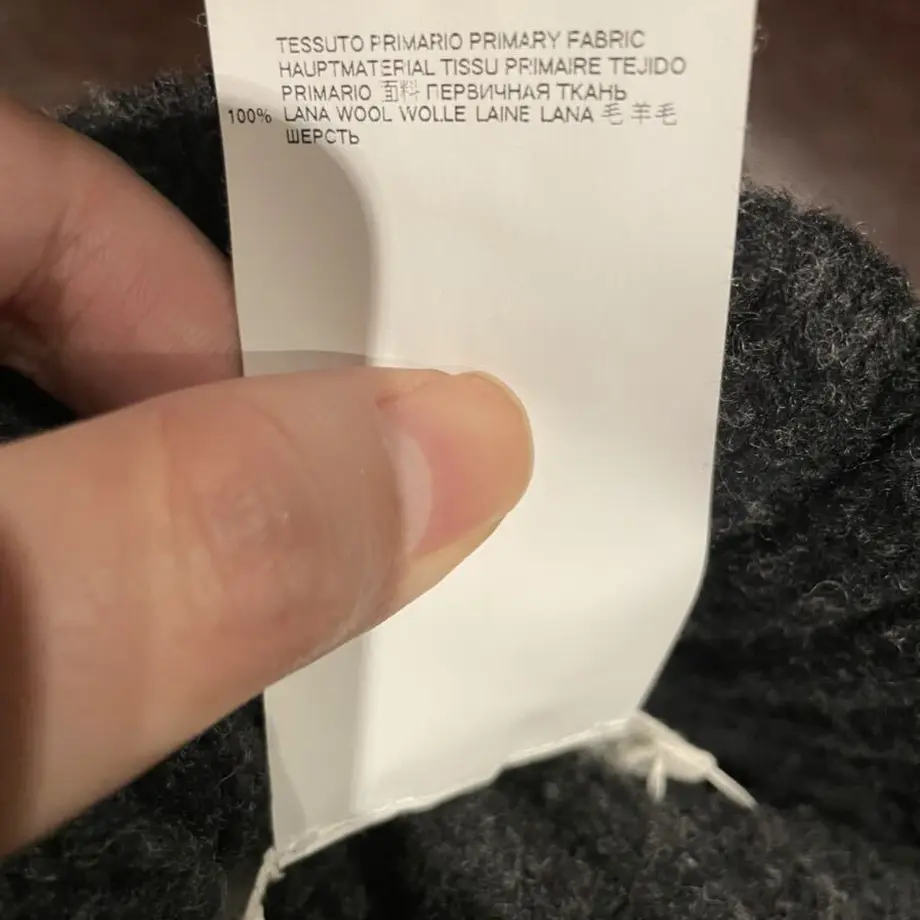 TESSUTO PRIMARIO PRIMARY FABRIC
HAUPTMATERIAL TISSU PRIMAIRE TEJIDO
PRIMARIO 面料 ПЕРВИЧНАЯ ТКАНЬ
100% LANA WOOL WOLLE LAINE LANA 毛 羊毛
ШЕРСТЬ